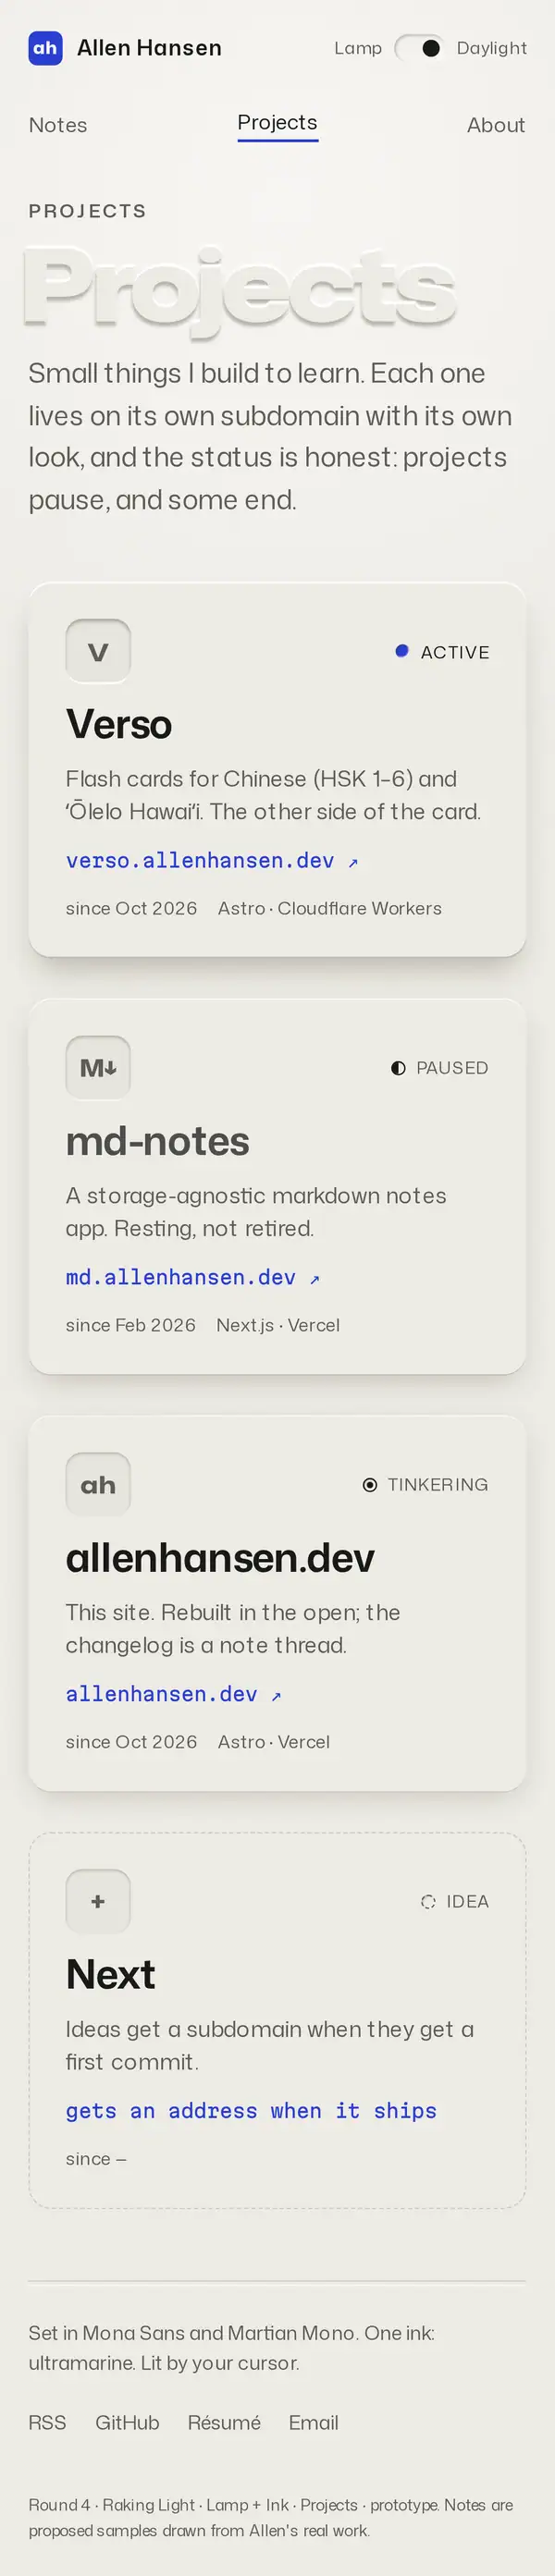 ah Allen Hansen Lamp Daylight
Notes Projects About
PROJECTS
Projects
Small things I build to learn. Each one
lives on its own subdomain with its own
look, and the status is honest: projects
pause, and some end.
V ACTIVE
Verso
Flash cards for Chinese (HSK 1–6) and
ʻŌlelo Hawaiʻi. The other side of the card.
verso.allenhansen.dev ↗
since Oct 2026 Astro · Cloudflare Workers
M↓ PAUSED
md-notes
A storage-agnostic markdown notes
app. Resting, not retired.
md.allenhansen.dev ↗
since Feb 2026 Next.js · Vercel
ah TINKERING
allenhansen.dev
This site. Rebuilt in the open; the
changelog is a note thread.
allenhansen.dev ↗
since Oct 2026 Astro · Vercel
+ IDEA
Next
Ideas get a subdomain when they get a
first commit.
gets an address when it ships
since —
Set in Mona Sans and Martian Mono. One ink:
ultramarine. Lit by your cursor.
RSS GitHub Résumé Email
Round 4 · Raking Light · Lamp + Ink · Projects · prototype. Notes are
proposed samples drawn from Allen's real work.